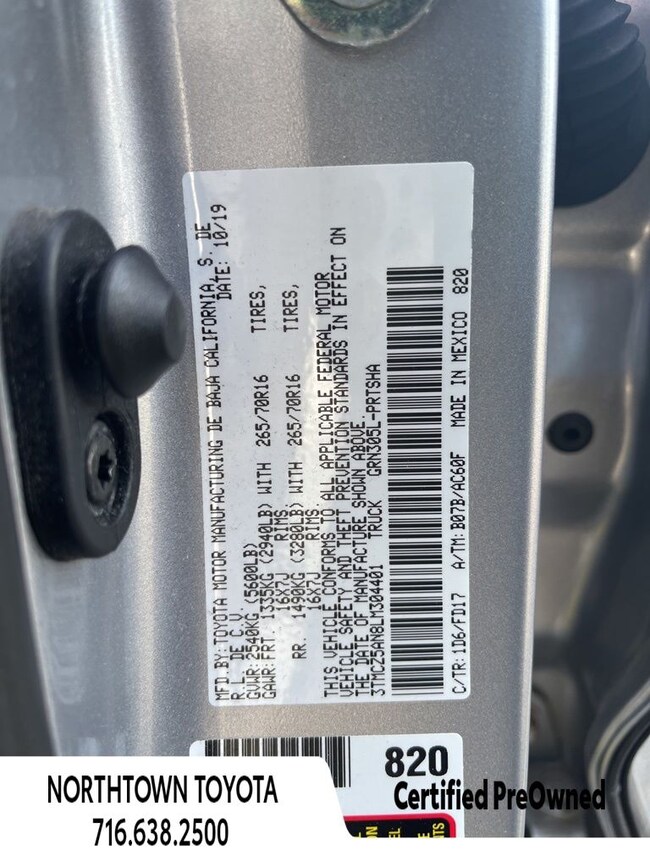 MFD. BY: TOYOTA MOTOR MANUFACTURING DE BAJA CALIFORNIA, S. DE
R. L. DE C.V. DATE: 10/19
GVWR: 2540KG (5600LB)
GAWR: FRT. 1335KG (2940LB) WITH 265/70R16 TIRES,
16X7J RIMS.
RR. 1490KG (3280LB) WITH 265/70R16 TIRES,
16X7J RIMS.
THIS VEHICLE CONFORMS TO ALL APPLICABLE FEDERAL MOTOR
VEHICLE SAFETY AND THEFT PREVENTION STANDARDS IN EFFECT ON
THE DATE OF MANUFACTURE SHOWN ABOVE.
3TMCZ5AN8LM304401 TRUCK GRN305L-PRTSHA
C/TR: 1D6/FD17 A/TM: B07B/AC60F MADE IN MEXICO 820
820
NORTHTOWN TOYOTA
716.638.2500
Certified PreOwned